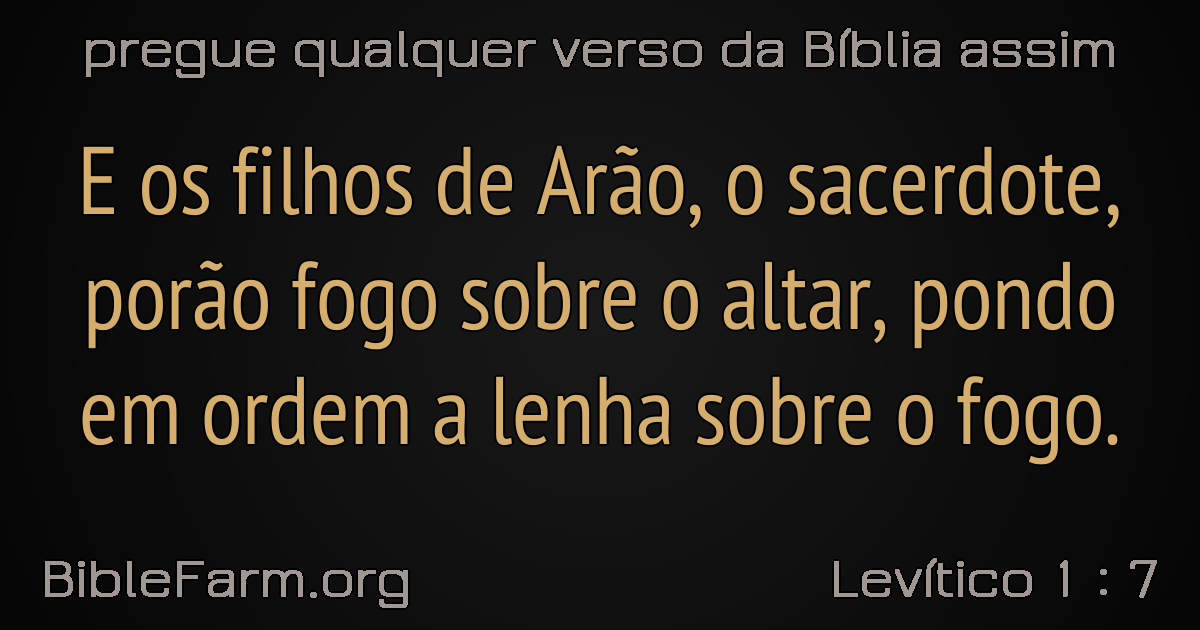 pregue qualquer verso da Bíblia assim
E os filhos de Arão, o sacerdote,
porão fogo sobre o altar, pondo
em ordem a lenha sobre o fogo.
BibleFarm.org
Levítico 1 : 7